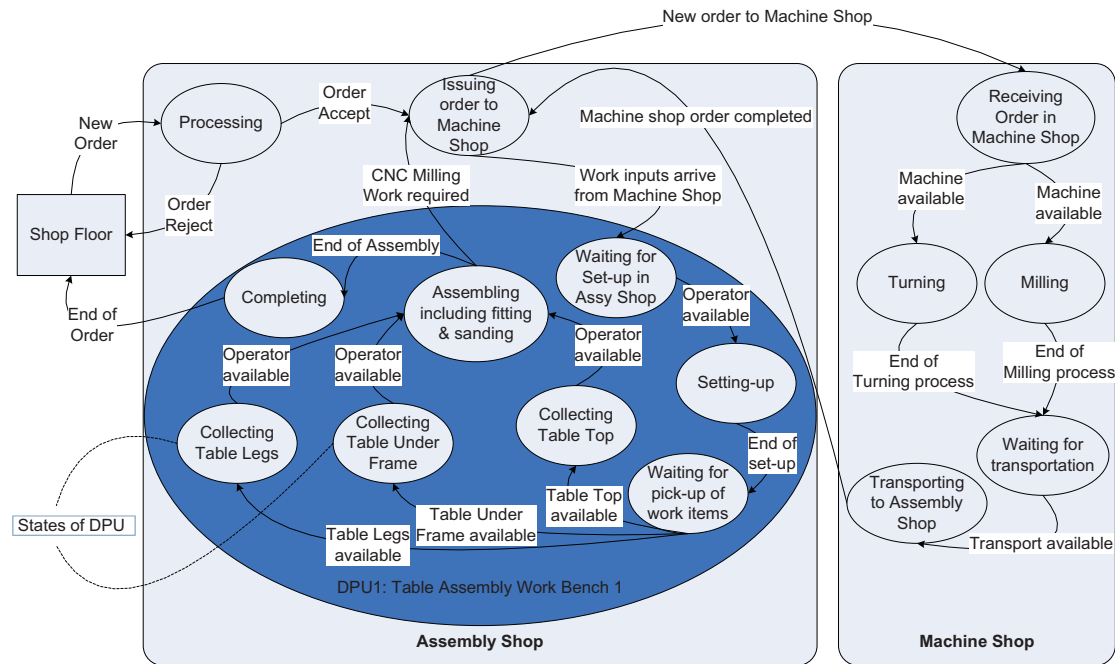 New order to Machine Shop
Order
Accept
Issuing
order to
Machine
Shop
Processing
New
Order
Machine shop order completed
Receiving
Order in
Machine Shop
CNC Milling
Work required
Work inputs arrive
from Machine Shop
Machine
available
Machine
available
Order
Reject
Shop Floor
End of Assembly
Waiting for
Set-up in
Assy Shop
Completing
Assembling
including fitting
& sanding
Turning
Milling
Operator
available
End of
Order
Operator
available
Operator
available
Operator
available
End of
Turning process
End of
Milling process
Setting-up
Collecting
Table Legs
Collecting
Table Under
Frame
Collecting
Table Top
End of
set-up
Waiting for
transportation
Waiting for
pick-up of
work items
Transporting
to Assembly
Shop
Table Top
available
States of DPU
Table Under
Frame available
Table Legs
available
Transport available
DPU1: Table Assembly Work Bench 1
Assembly Shop
Machine Shop